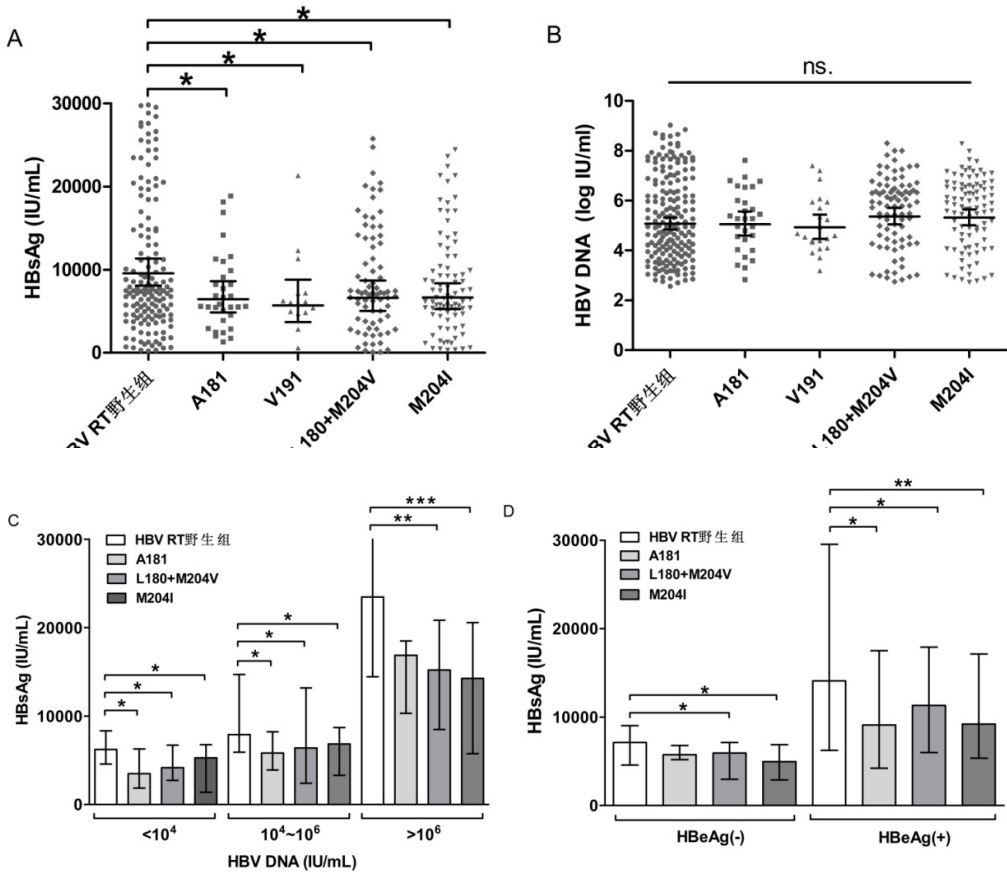 A
*
*
*
*
HBsAg (IU/mL)
30000
20000
10000
0
BV RT野生组
A181
V191
L180+M204V
M204I
B
ns.
HBV DNA (log IU/ml)
10
8
6
4
2
0
BV RT野生组
A181
V191
L180+M204V
M204I
C
HBV RT野生组
A181
L180+M204V
M204I
HBsAg (IU/mL)
30000
20000
10000
0
*
*
*
*
*
*
***
**
<10⁴
10⁴~10⁶
>10⁶
HBV DNA (IU/mL)
D
HBV RT野生组
A181
L180+M204V
M204I
HBsAg (IU/mL)
30000
20000
10000
0
*
*
**
*
*
HBeAg(-)
HBeAg(+)